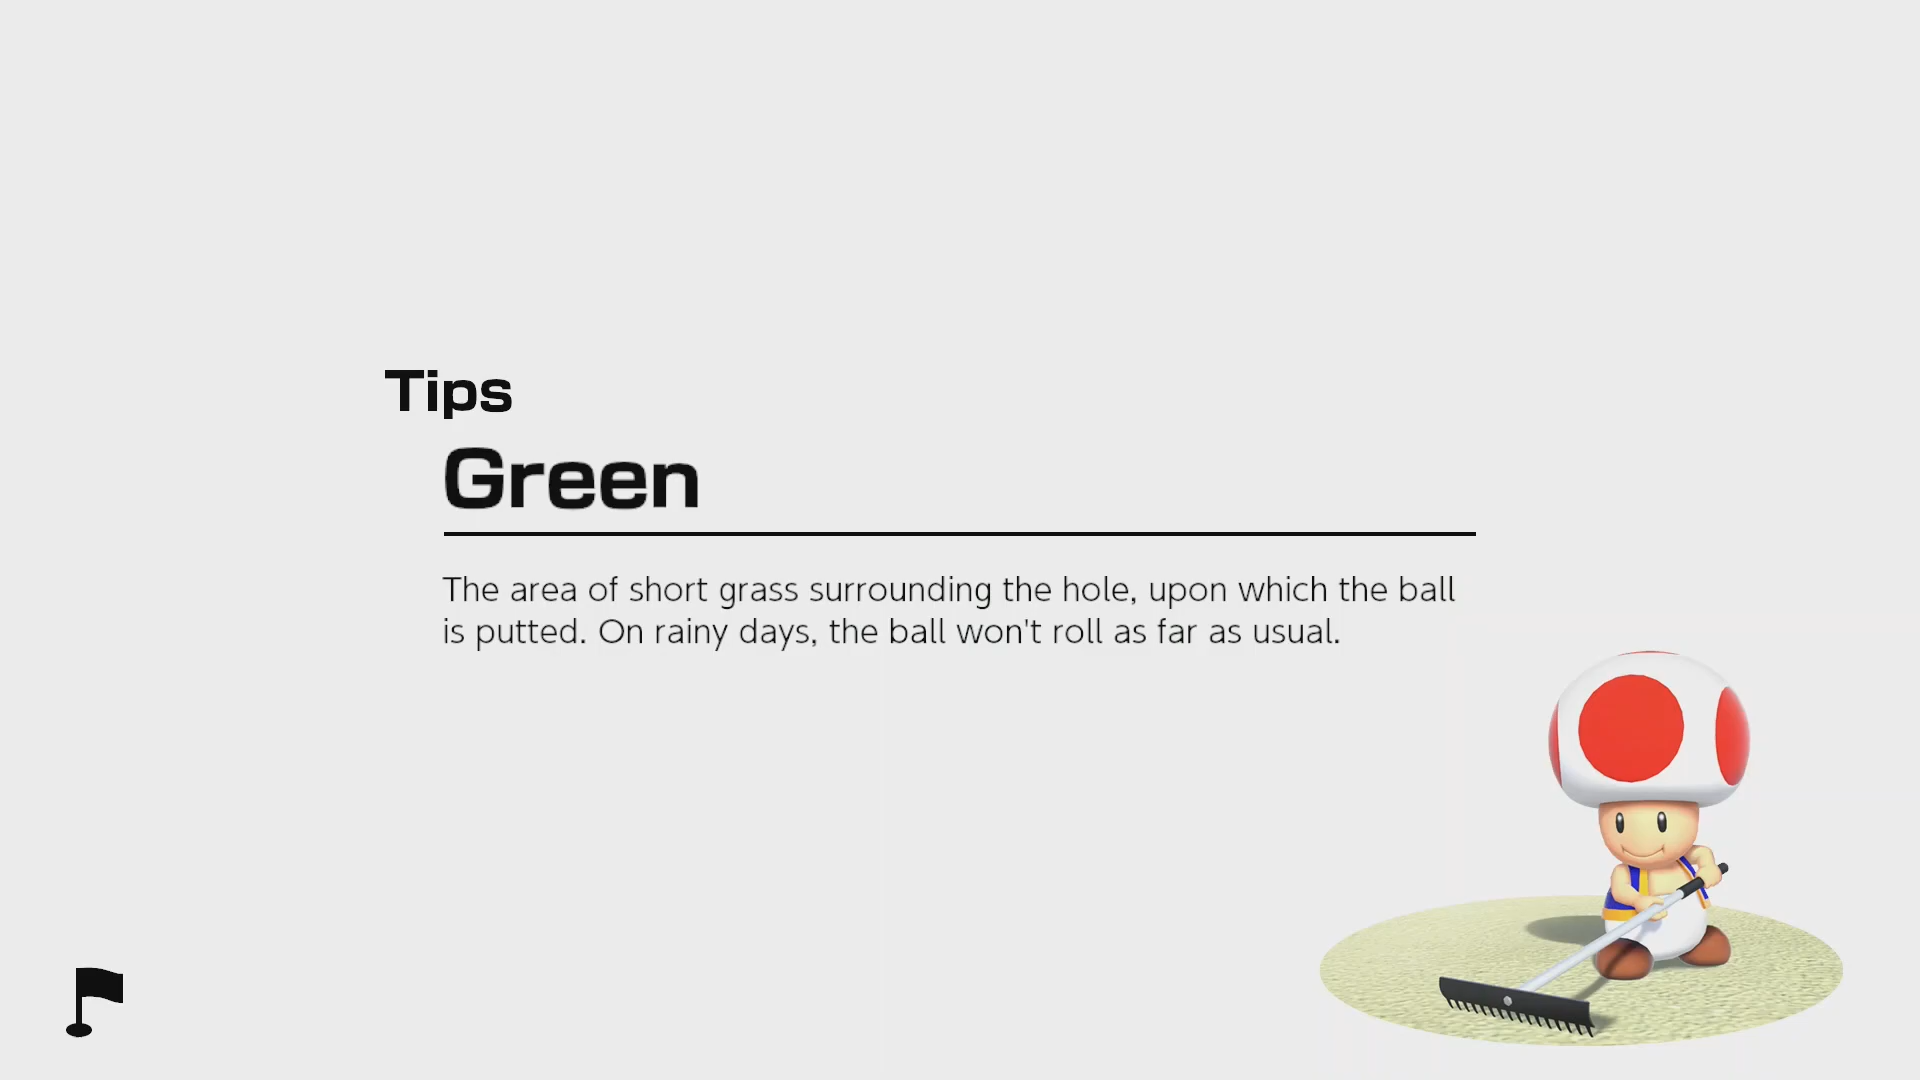 Tips
Green
The area of short grass surrounding the hole, upon which the ball
is putted. On rainy days, the ball won't roll as far as usual.